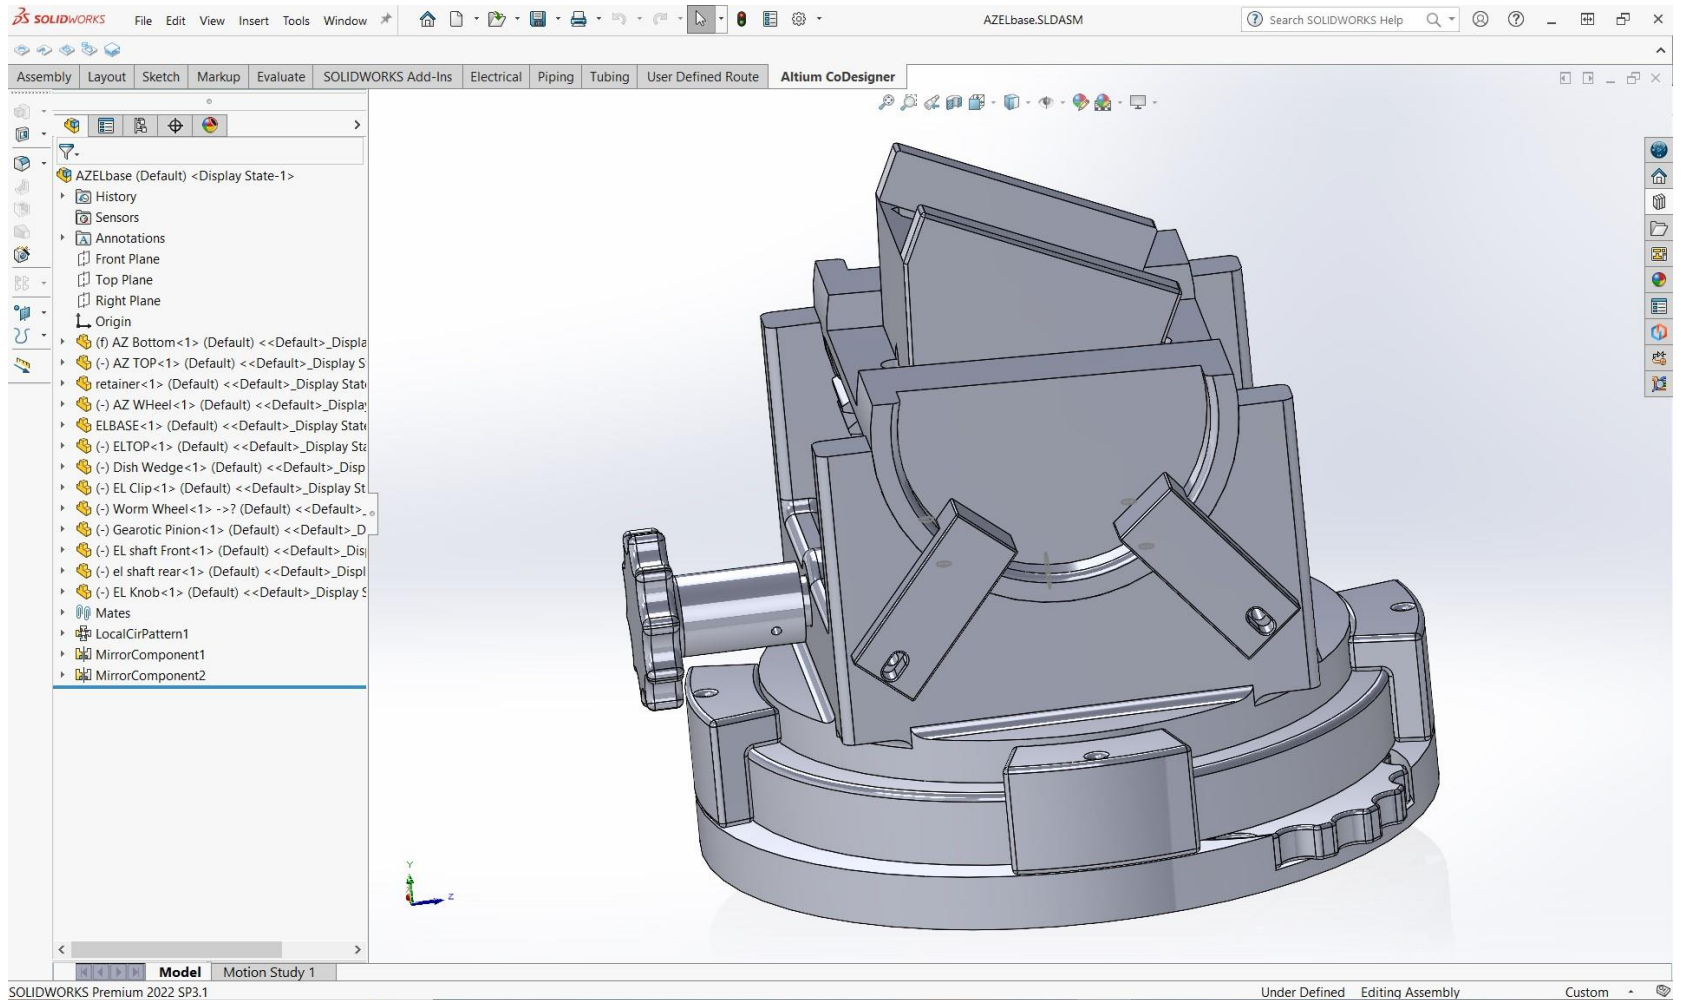 SOLIDWORKS File Edit View Insert Tools Window AZELbase.SLDASM Search SOLIDWORKS Help
Assembly Layout Sketch Markup Evaluate SOLIDWORKS Add-Ins Electrical Piping Tubing User Defined Route Altium CoDesigner
AZELbase (Default) <Display State-1>
History
Sensors
Annotations
Front Plane
Top Plane
Right Plane
Origin
(f) AZ Bottom<1> (Default) <<Default>_Displa
(-) AZ TOP<1> (Default) <<Default>_Display S
retainer<1> (Default) <<Default>_Display Stat
(-) AZ WHeel<1> (Default) <<Default>_Display
ELBASE<1> (Default) <<Default>_Display Stat
(-) ELTOP<1> (Default) <<Default>_Display Sta
(-) Dish Wedge<1> (Default) <<Default>_Disp
(-) EL Clip<1> (Default) <<Default>_Display St
(-) Worm Wheel<1> ->? (Default) <<Default>_
(-) Gearotic Pinion<1> (Default) <<Default>_D
(-) EL shaft Front<1> (Default) <<Default>_Dis
(-) el shaft rear<1> (Default) <<Default>_Displ
(-) EL Knob<1> (Default) <<Default>_Display S
Mates
LocalCirPattern1
MirrorComponent1
MirrorComponent2
Y
Z
Model Motion Study 1
SOLIDWORKS Premium 2022 SP3.1 Under Defined Editing Assembly Custom